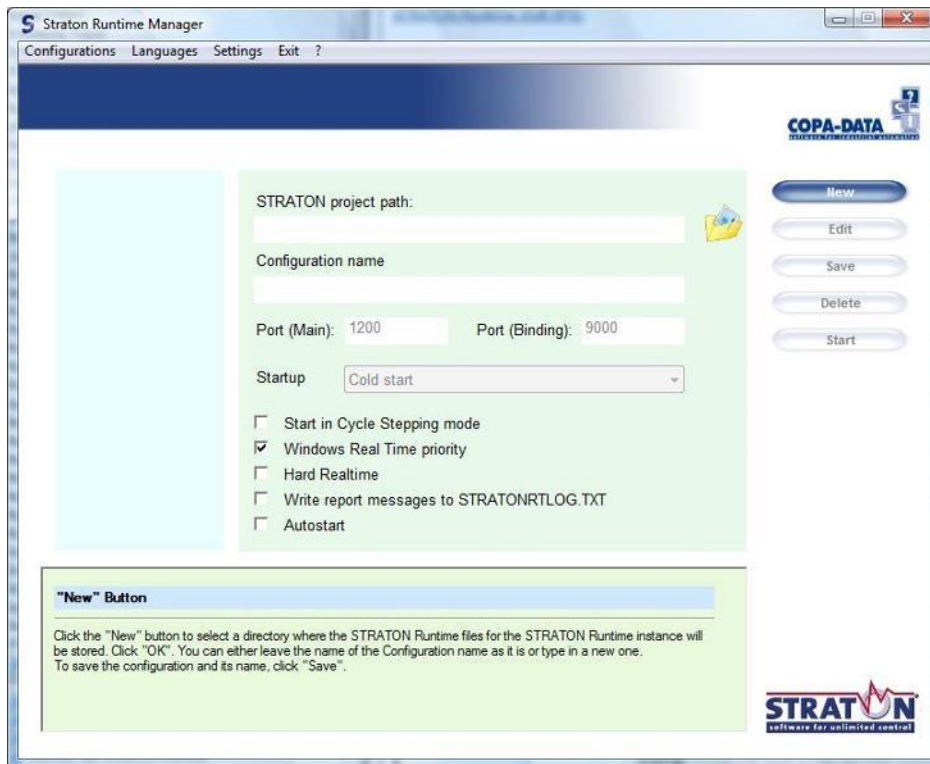 Straton Runtime Manager
Configurations Languages Settings Exit ?
COPA-DATA
software for industrial automation
STRATON project path:
New
Edit
Configuration name
Save
Delete
Port (Main): 1200 Port (Binding): 9000
Start
Startup Cold start
Start in Cycle Stepping mode
Windows Real Time priority
Hard Realtime
Write report messages to STRATONRTLOG.TXT
Autostart
"New" Button
Click the "New" button to select a directory where the STRATON Runtime files for the STRATON Runtime instance will
be stored. Click "OK". You can either leave the name of the Configuration name as it is or type in a new one.
To save the configuration and its name, click "Save".
STRATON
software for unlimited control